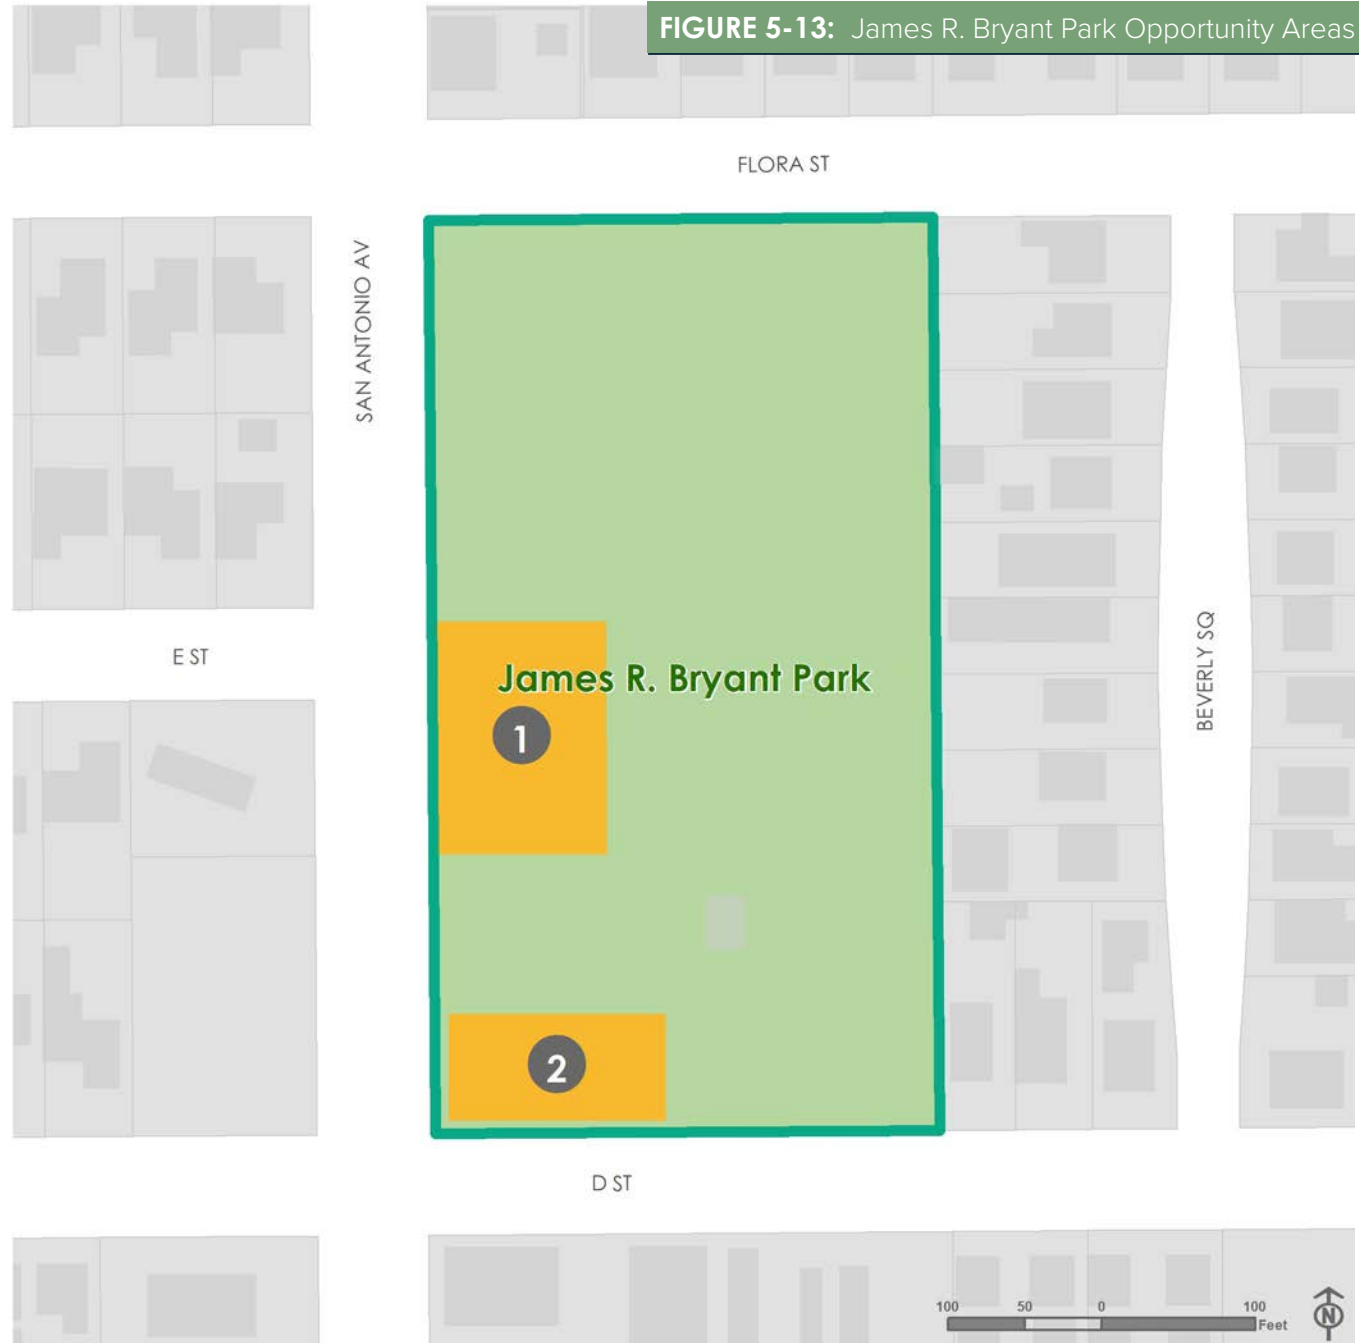 FIGURE 5-13: James R. Bryant Park Opportunity Areas
FLORA ST
SAN ANTONIO AV
E ST
James R. Bryant Park
1
BEVERLY SQ
2
D ST
100 50 0 100
Feet
N